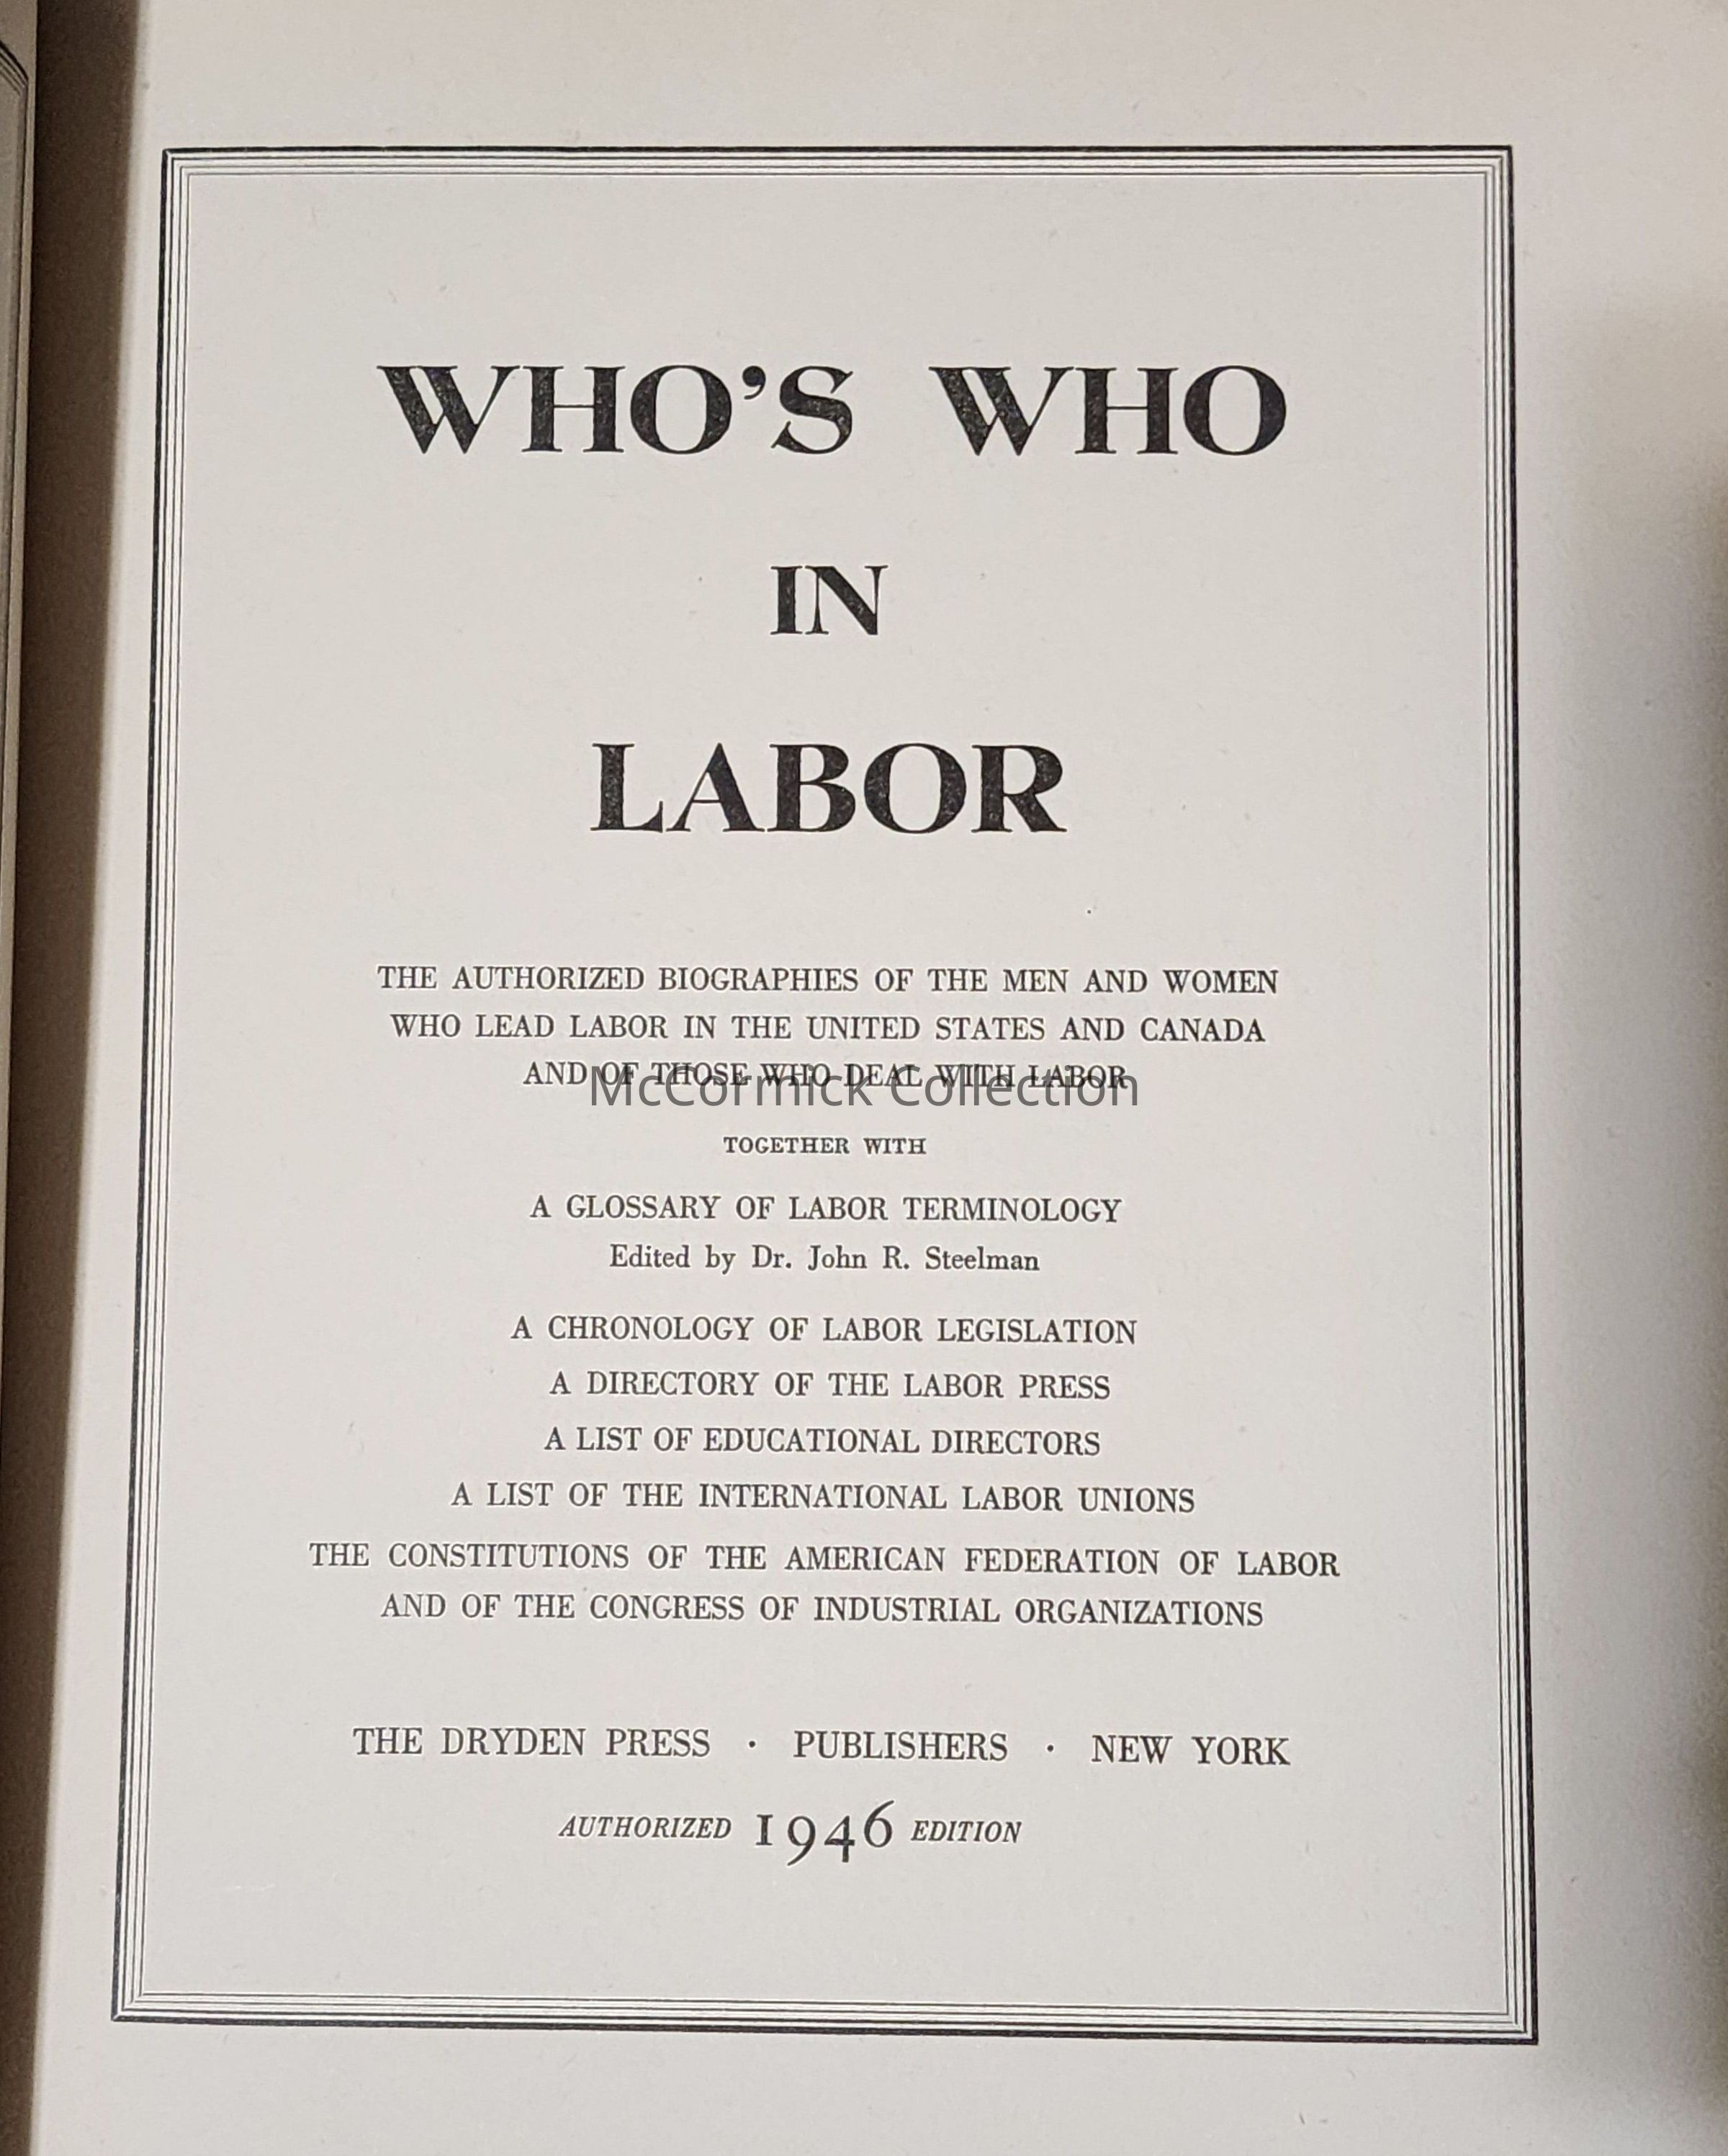 WHO'S WHO
IN
LABOR
THE AUTHORIZED BIOGRAPHIES OF THE MEN AND WOMEN
WHO LEAD LABOR IN THE UNITED STATES AND CANADA
AND OF THOSE WHO DEAL WITH LABOR
McCormick Collection
TOGETHER WITH
A GLOSSARY OF LABOR TERMINOLOGY
Edited by Dr. John R. Steelman
A CHRONOLOGY OF LABOR LEGISLATION
A DIRECTORY OF THE LABOR PRESS
A LIST OF EDUCATIONAL DIRECTORS
A LIST OF THE INTERNATIONAL LABOR UNIONS
THE CONSTITUTIONS OF THE AMERICAN FEDERATION OF LABOR
AND OF THE CONGRESS OF INDUSTRIAL ORGANIZATIONS
THE DRYDEN PRESS · PUBLISHERS · NEW YORK
AUTHORIZED 1946 EDITION